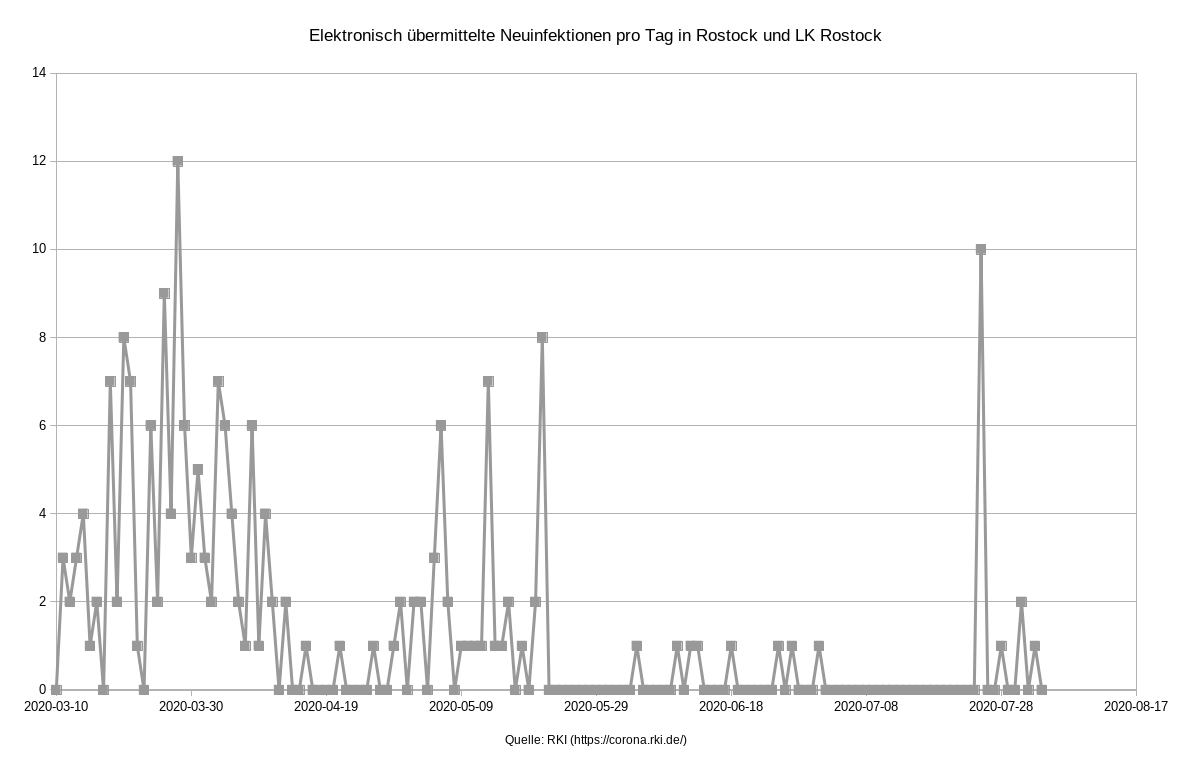 Elektronisch übermittelte Neuinfektionen pro Tag in Rostock und LK Rostock
14
12
10
8
6
4
2
0
2020-03-10 2020-03-30 2020-04-19 2020-05-09 2020-05-29 2020-06-18 2020-07-08 2020-07-28 2020-08-17
Quelle: RKI (https://corona.rki.de/)